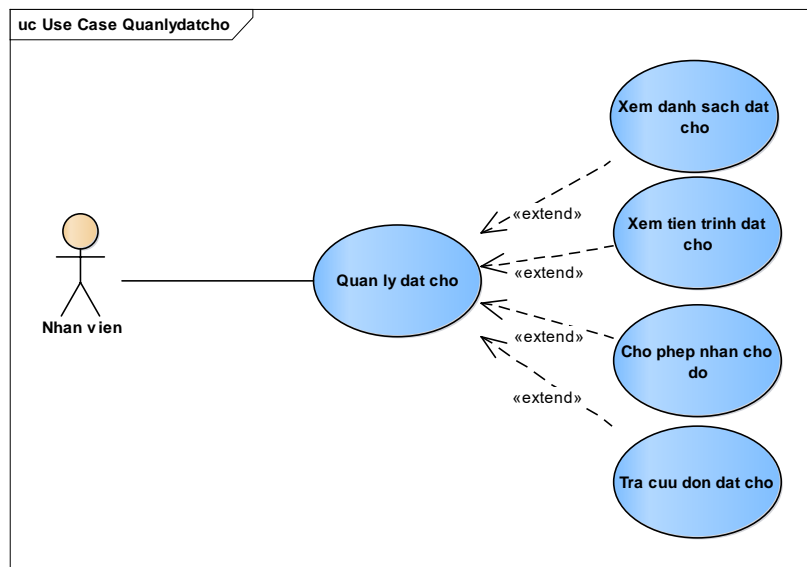 uc Use Case Quanlydatcho
Xem danh sach dat
cho
«extend»
Xem tien trinh dat
cho
«extend»
Quan ly dat cho
Nhan vien
«extend»
Cho phep nhan cho
do
«extend»
Tra cuu don dat cho